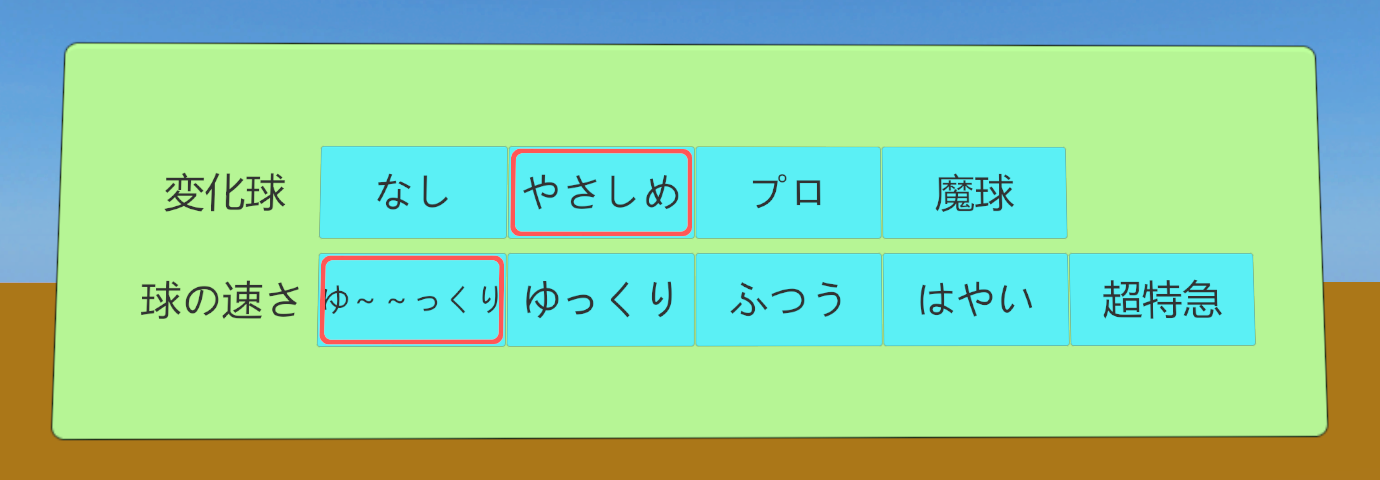 変化球 なし やさしめ プロ 魔球
球の速さ ゆ～～っくり ゆっくり ふつう はやい 超特急